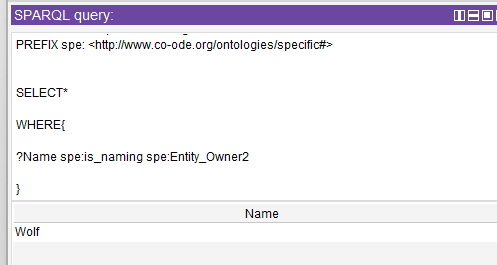 SPARQL query:
PREFIX spe: <http://www.co-ode.org/ontologies/specific#>
SELECT*
WHERE{
?Name spe:is_naming spe:Entity_Owner2
}
Name
Wolf